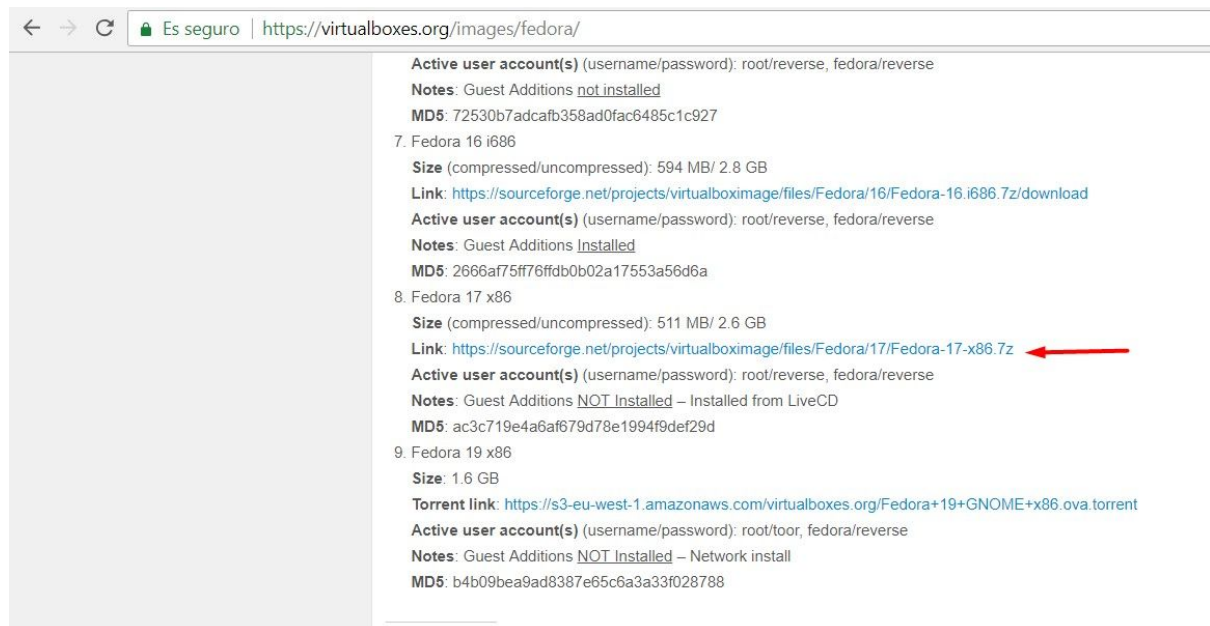 Es seguro | https://virtualboxes.org/images/fedora/
Active user account(s) (username/password): root/reverse, fedora/reverse
Notes: Guest Additions not installed
MD5: 72530b7adcafb358ad0fac6485c1c927
7. Fedora 16 i686
Size (compressed/uncompressed): 594 MB/ 2.8 GB
Link: https://sourceforge.net/projects/virtualboximage/files/Fedora/16/Fedora-16.i686.7z/download
Active user account(s) (username/password): root/reverse, fedora/reverse
Notes: Guest Additions Installed
MD5: 2666af75ff76ffdb0b02a17553a56d6a
8. Fedora 17 x86
Size (compressed/uncompressed): 511 MB/ 2.6 GB
Link: https://sourceforge.net/projects/virtualboximage/files/Fedora/17/Fedora-17-x86.7z
Active user account(s) (username/password): root/reverse, fedora/reverse
Notes: Guest Additions NOT Installed – Installed from LiveCD
MD5: ac3c719e4a6af679d78e1994f9def29d
9. Fedora 19 x86
Size: 1.6 GB
Torrent link: https://s3-eu-west-1.amazonaws.com/virtualboxes.org/Fedora+19+GNOME+x86.ova.torrent
Active user account(s) (username/password): root/toor, fedora/reverse
Notes: Guest Additions NOT Installed – Network install
MD5: b4b09bea9ad8387e65c6a3a33f028788